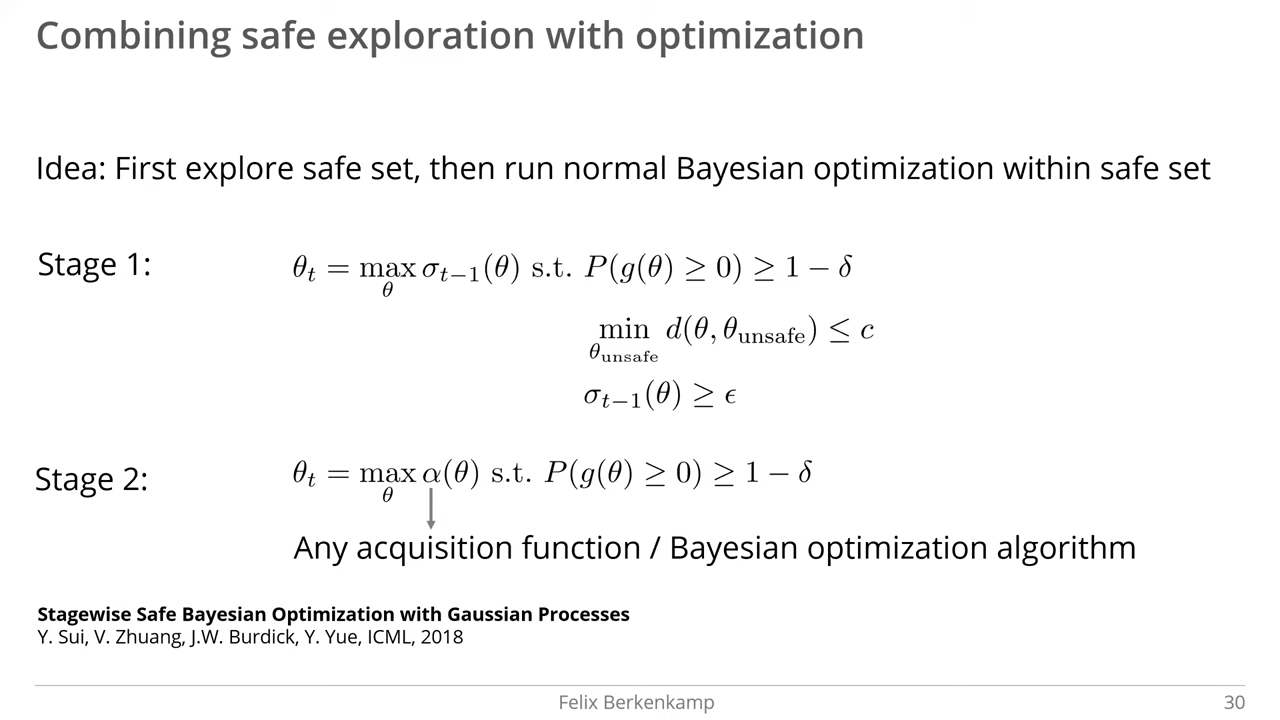 Combining safe exploration with optimization
Idea: First explore safe set, then run normal Bayesian optimization within safe set
Stage 1: θ_t = max_θ σ_{t−1}(θ) s.t. P(g(θ) ≥ 0) ≥ 1 − δ
min_{θ_unsafe} d(θ, θ_unsafe) ≤ c
σ_{t−1}(θ) ≥ ϵ
Stage 2: θ_t = max_θ α(θ) s.t. P(g(θ) ≥ 0) ≥ 1 − δ
Any acquisition function / Bayesian optimization algorithm
Stagewise Safe Bayesian Optimization with Gaussian Processes
Y. Sui, V. Zhuang, J.W. Burdick, Y. Yue, ICML, 2018
Felix Berkenkamp 30